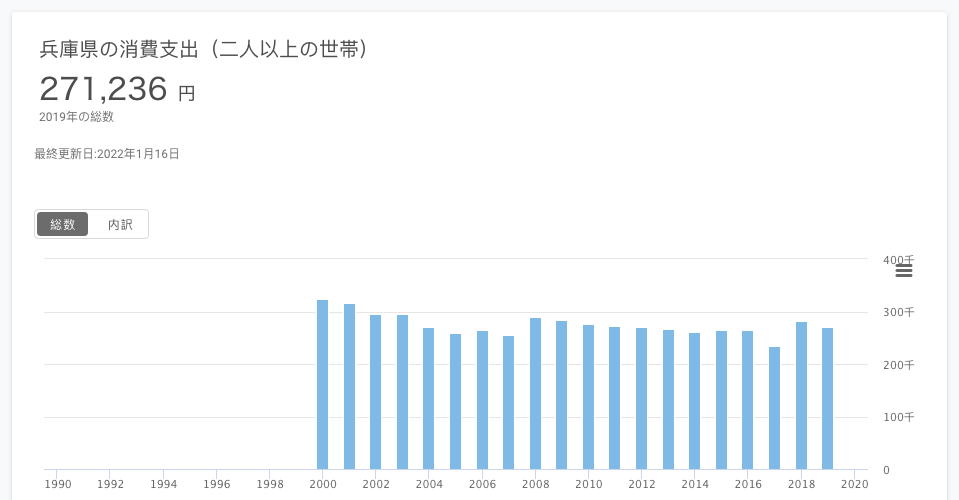 兵庫県の消費支出（二人以上の世帯）
271,236 円
2019年の総数
最終更新日:2022年1月16日
総数 内訳
400千
300千
200千
100千
0
1990 1992 1994 1996 1998 2000 2002 2004 2006 2008 2010 2012 2014 2016 2018 2020